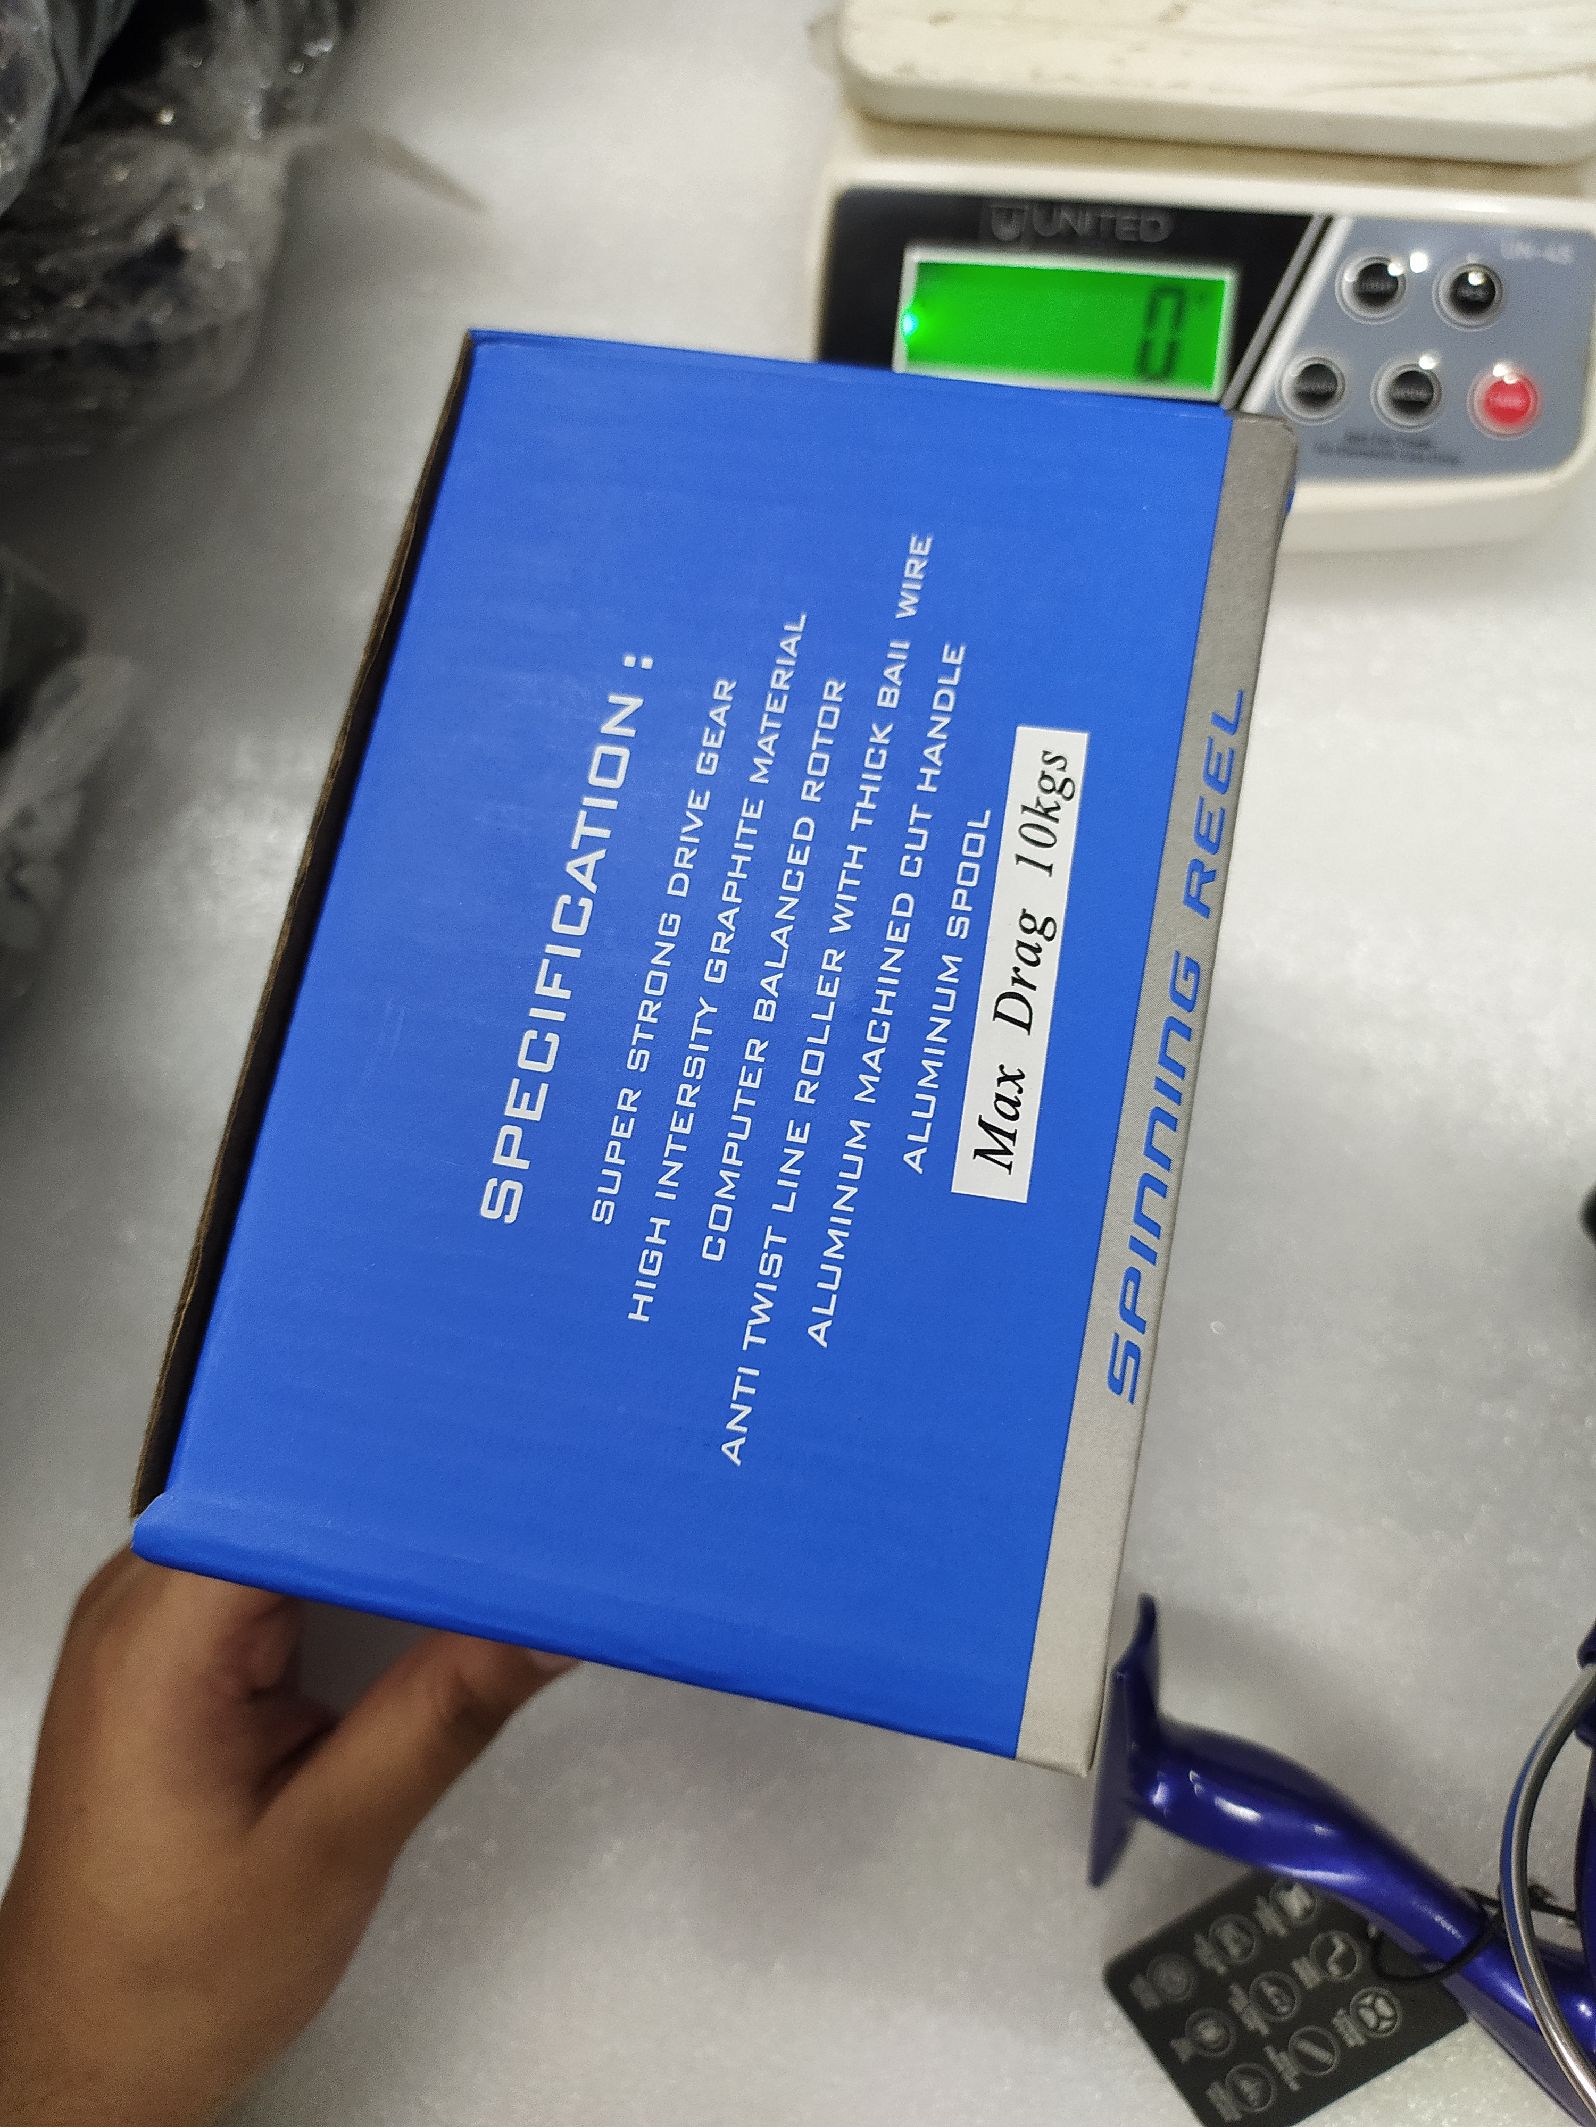 SPECIFICATION :
SUPER STRONG DRIVE GEAR
HIGH INTERSITY GRAPHITE MATERIAL
COMPUTER BALANCED ROTOR
ANTI TWIST LINE ROLLER WITH THICK BAII WIRE
ALUMINUM MACHINED CUT HANDLE
ALUMINUM SPOOL
Max Drag 10kgs
SPINNING REEL
UNITED
0